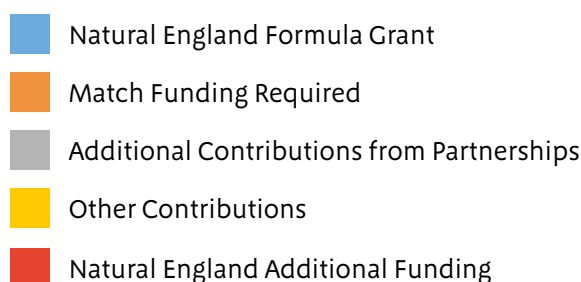 Natural England Formula Grant
Match Funding Required
Additional Contributions from Partnerships
Other Contributions
Natural England Additional Funding